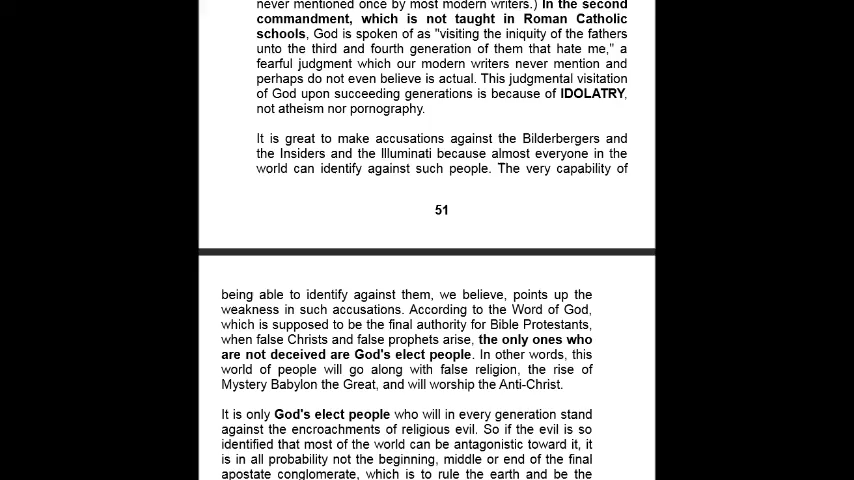 never mentioned once by most modern writers.) In the second
commandment, which is not taught in Roman Catholic
schools, God is spoken of as "visiting the iniquity of the fathers
unto the third and fourth generation of them that hate me," a
fearful judgment which our modern writers never mention and
perhaps do not even believe is actual. This judgmental visitation
of God upon succeeding generations is because of IDOLATRY,
not atheism nor pornography.
It is great to make accusations against the Bilderbergers and
the Insiders and the Illuminati because almost everyone in the
world can identify against such people. The very capability of
51
being able to identify against them, we believe, points up the
weakness in such accusations. According to the Word of God,
which is supposed to be the final authority for Bible Protestants,
when false Christs and false prophets arise, the only ones who
are not deceived are God's elect people. In other words, this
world of people will go along with false religion, the rise of
Mystery Babylon the Great, and will worship the Anti-Christ.
It is only God's elect people who will in every generation stand
against the encroachments of religious evil. So if the evil is so
identified that most of the world can be antagonistic toward it, it
is in all probability not the beginning, middle or end of the final
apostate conglomerate, which is to rule the earth and be the